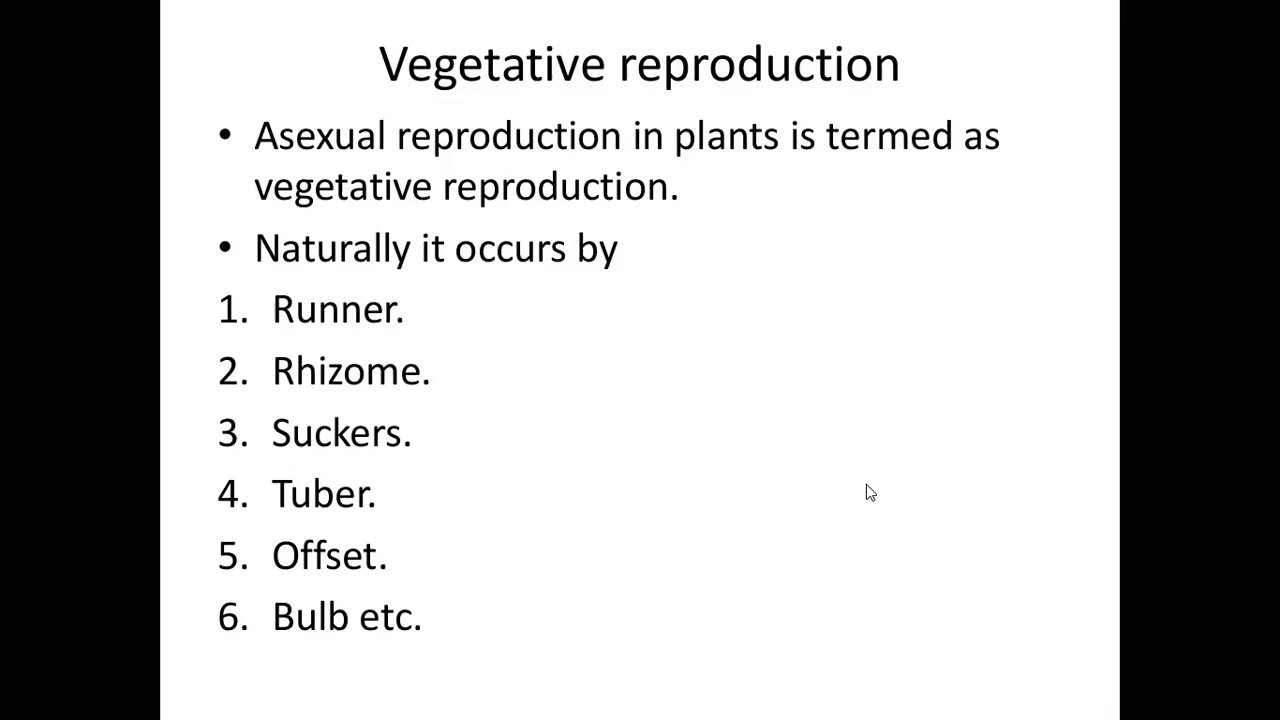 Vegetative reproduction
• Asexual reproduction in plants is termed as
vegetative reproduction.
• Naturally it occurs by
1. Runner.
2. Rhizome.
3. Suckers.
4. Tuber.
5. Offset.
6. Bulb etc.